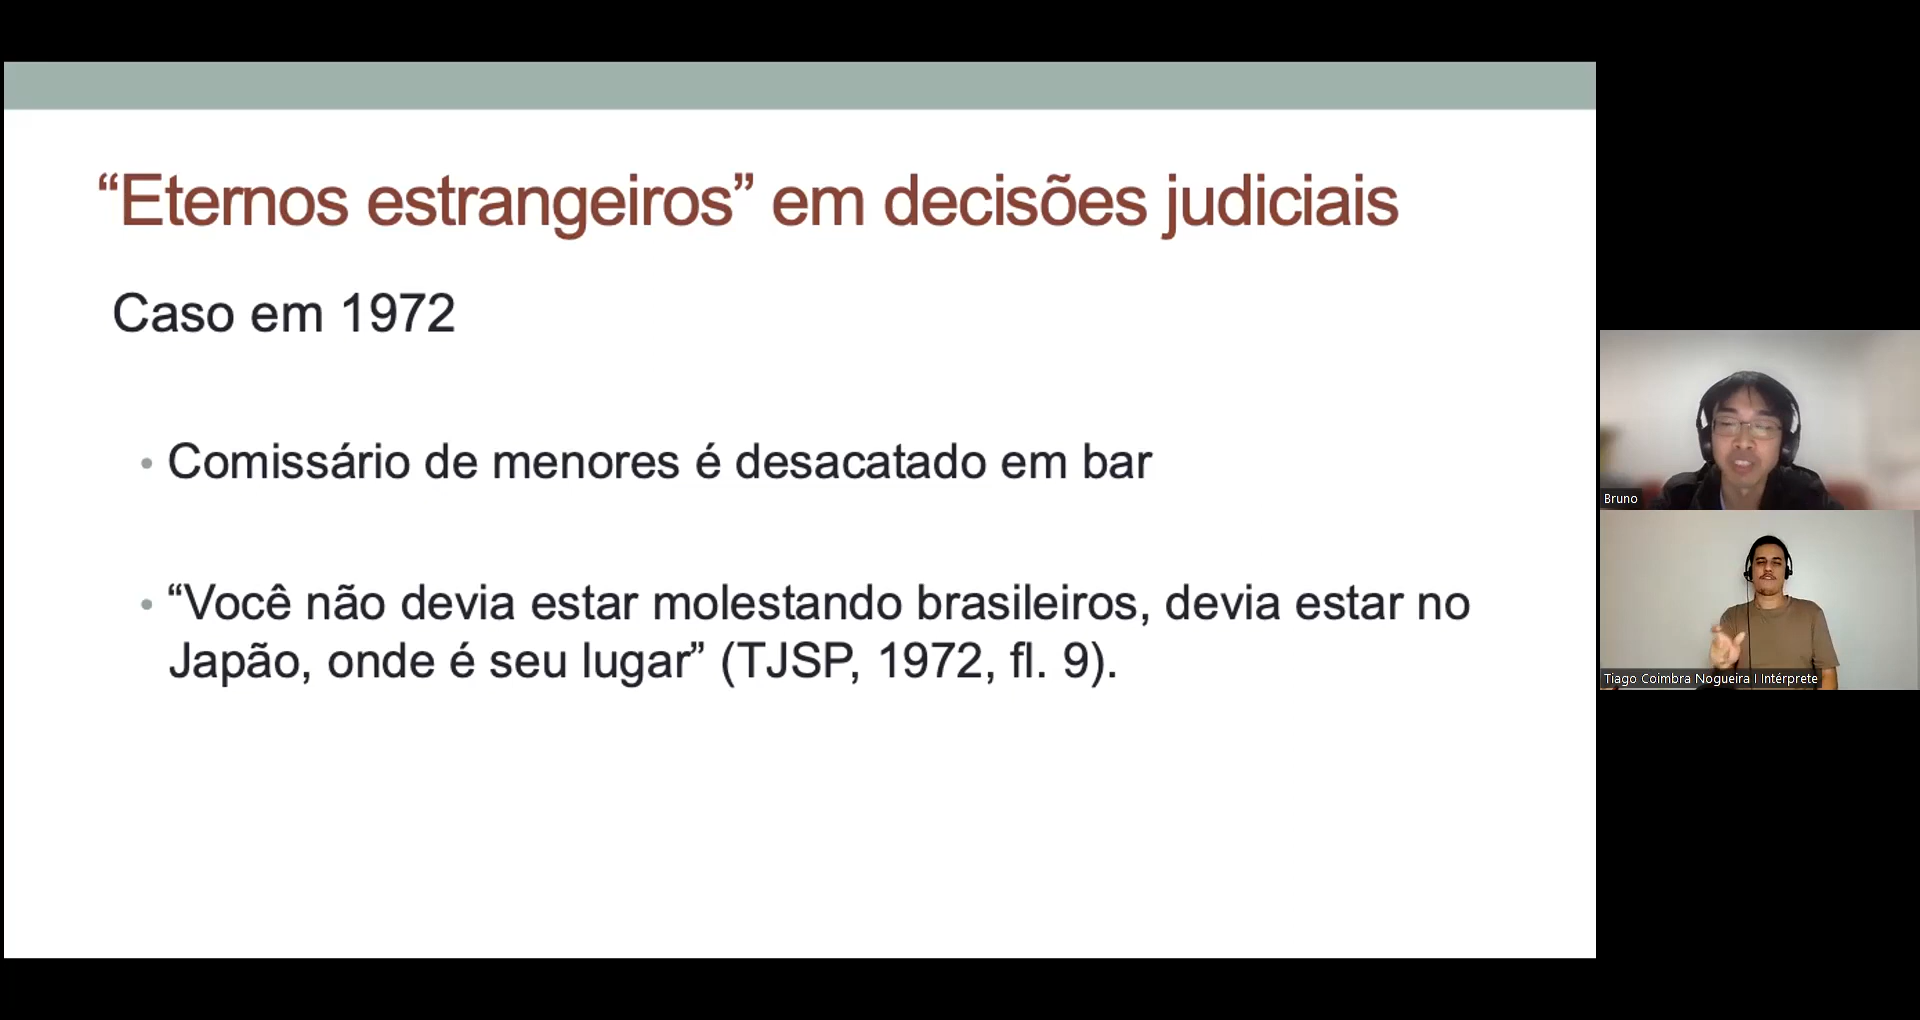 “Eternos estrangeiros” em decisões judiciais
Caso em 1972
• Comissário de menores é desacatado em bar
• “Você não devia estar molestando brasileiros, devia estar no
Japão, onde é seu lugar” (TJSP, 1972, fl. 9).
Bruno
Tiago Coimbra Nogueira I Intérprete